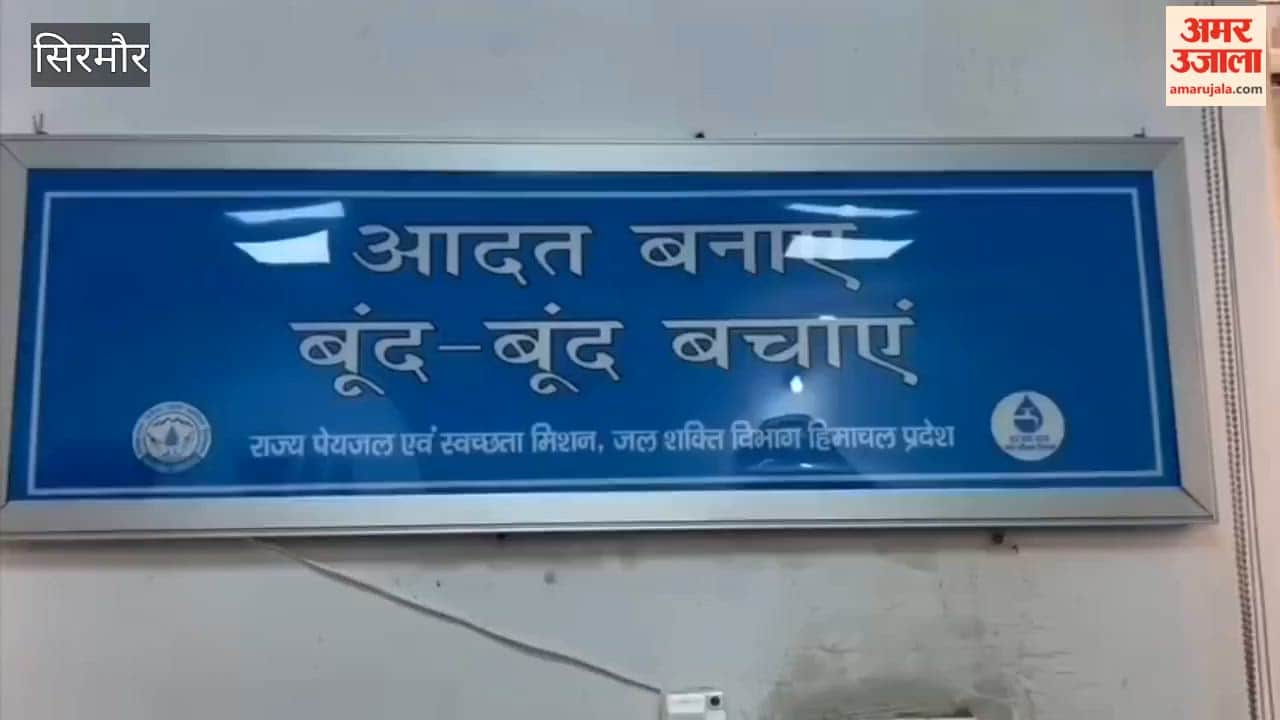 सिरमौर
अमर
उजाला
amarujala.com
आदत बनाएं
बूंद-बूंद बचाएं
राज्य पेयजल एवं स्वच्छता मिशन, जल शक्ति विभाग हिमाचल प्रदेश